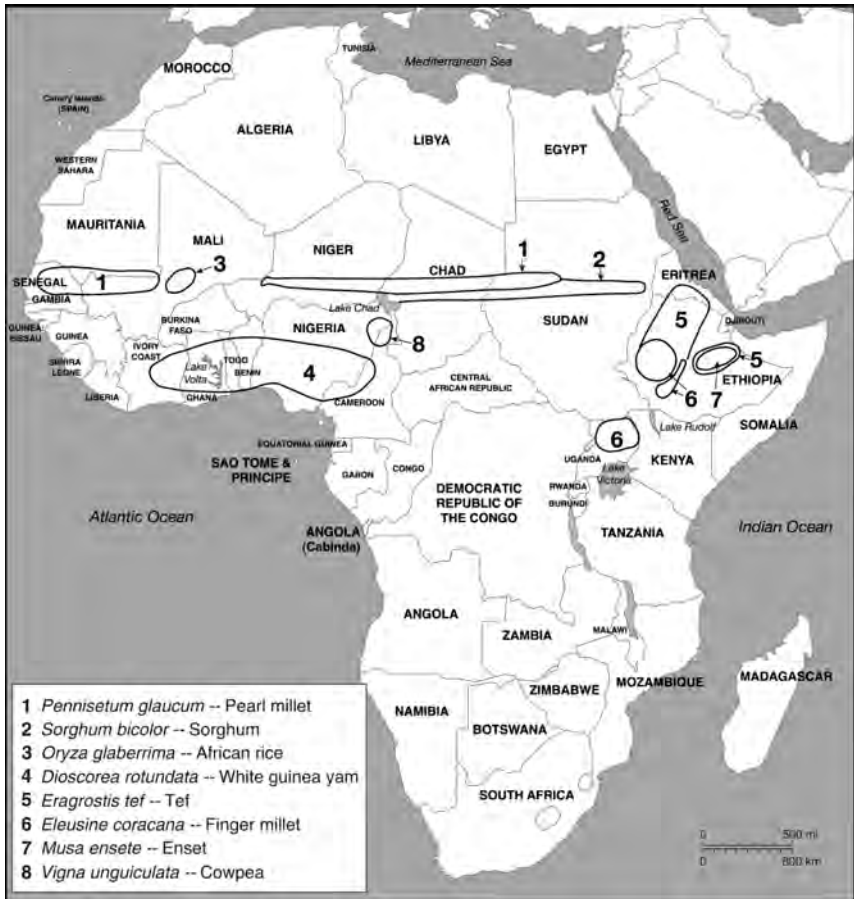 TUNISIA
MOROCCO
Mediterranean Sea
Canary Islands
(SPAIN)
ALGERIA
LIBYA
EGYPT
WESTERN
SAHARA
Red Sea
MAURITANIA
MALI
NIGER
CHAD
1
2
3
ERITREA
SENEGAL
1
GAMBIA
Lake Chad
SUDAN
5
DJIBOUTI
BURKINA
FASO
NIGERIA
GUINEA-
BISSAU
GUINEA
8
5
IVORY
COAST
TOGO
BENIN
SIERRA
LEONE
Lake
Volta
4
CENTRAL
AFRICAN REPUBLIC
6
7
ETHIOPIA
LIBERIA
GHANA
CAMEROON
Lake Rudolf
SOMALIA
EQUATORIAL GUINEA
6
UGANDA
KENYA
SAO TOME &
PRINCIPE
GABON
CONGO
Lake
Victoria
RWANDA
BURUNDI
DEMOCRATIC
REPUBLIC OF
THE CONGO
Atlantic Ocean
ANGOLA
(Cabinda)
TANZANIA
Indian Ocean
ANGOLA
ZAMBIA
MALAWI
MOZAMBIQUE
MADAGASCAR
ZIMBABWE
NAMIBIA
BOTSWANA
SOUTH AFRICA
1 Pennisetum glaucum -- Pearl millet
2 Sorghum bicolor -- Sorghum
3 Oryza glaberrima -- African rice
4 Dioscorea rotundata -- White guinea yam
5 Eragrostis tef -- Tef
6 Eleusine coracana -- Finger millet
7 Musa ensete -- Enset
8 Vigna unguiculata -- Cowpea
0 500 mi
0 800 km